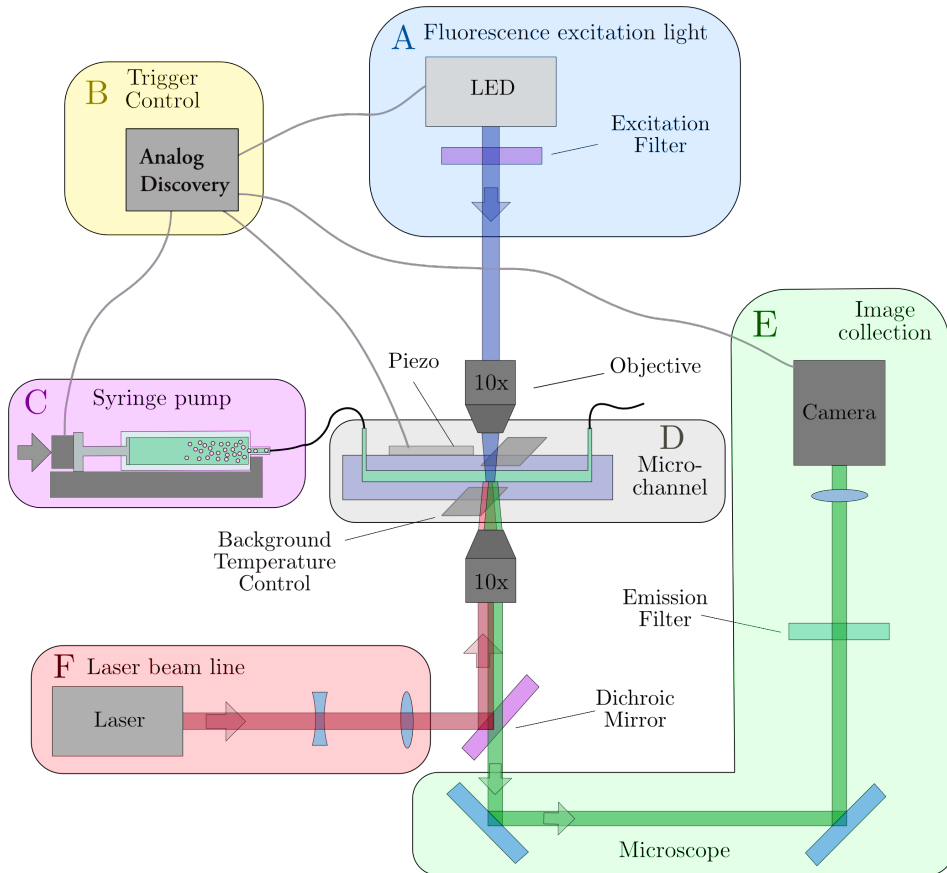 A
Fluorescence excitation light
LED
Excitation
Filter
B
Trigger
Control
Analog
Discovery
E
Image
collection
Camera
Piezo
10x
Objective
C
Syringe pump
D
Micro-
channel
Background
Temperature
Control
10x
Emission
Filter
F
Laser beam line
Laser
Dichroic
Mirror
Microscope